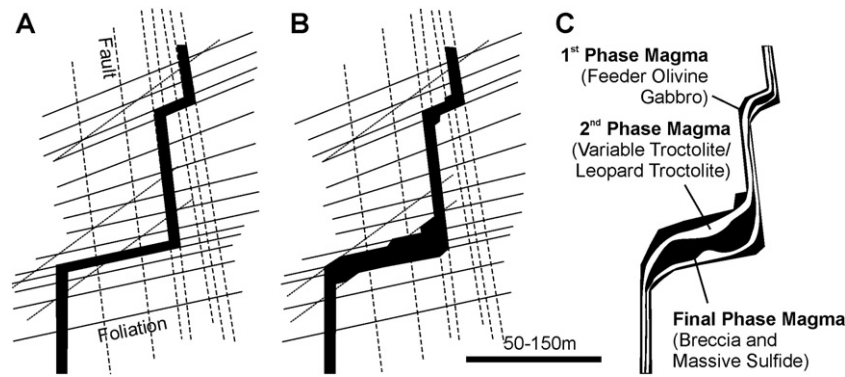 A
Fault
Foliation
B
50-150m
C
1st Phase Magma
(Feeder Olivine
Gabbro)
2nd Phase Magma
(Variable Troctolite/
Leopard Troctolite)
Final Phase Magma
(Breccia and
Massive Sulfide)